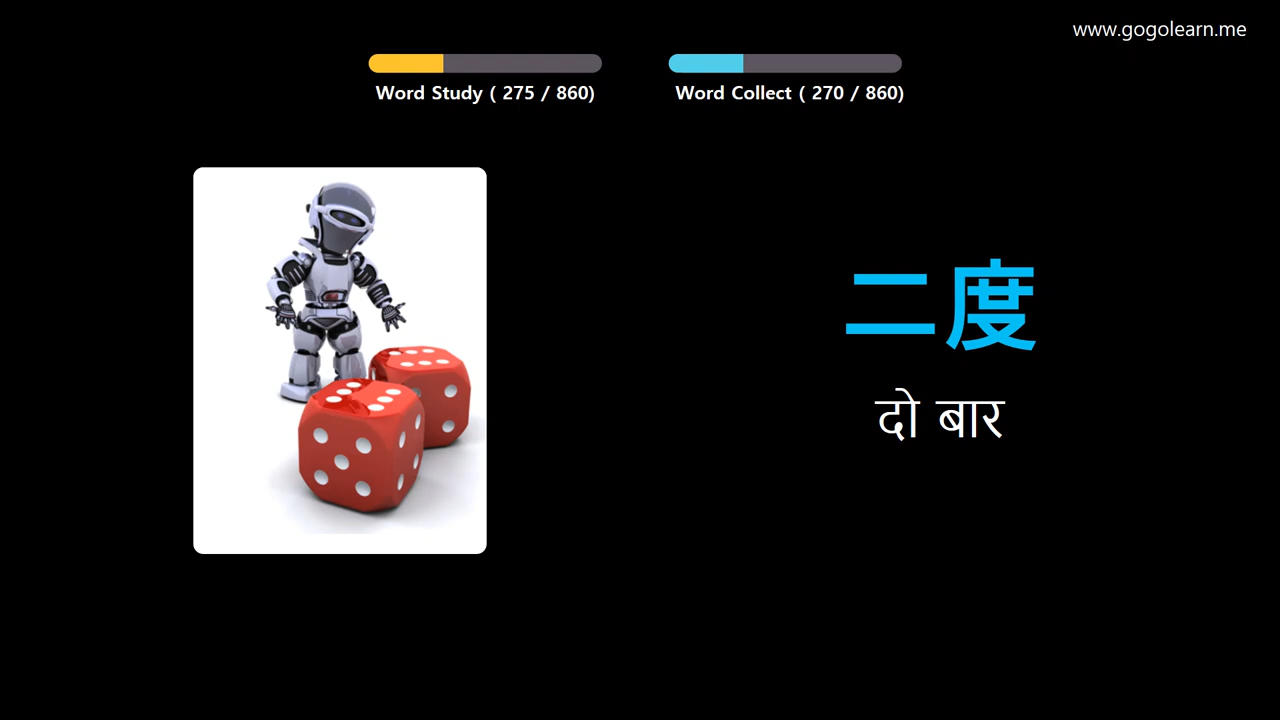 www.gogolearn.me
Word Study ( 275 / 860)
Word Collect ( 270 / 860)
二度
दो बार